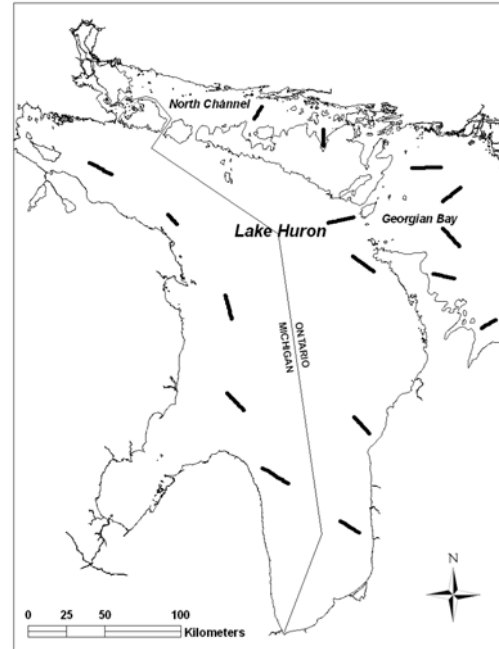 North Channel
Georgian Bay
Lake Huron
ONTARIO
MICHIGAN
N
0 25 50 100
Kilometers